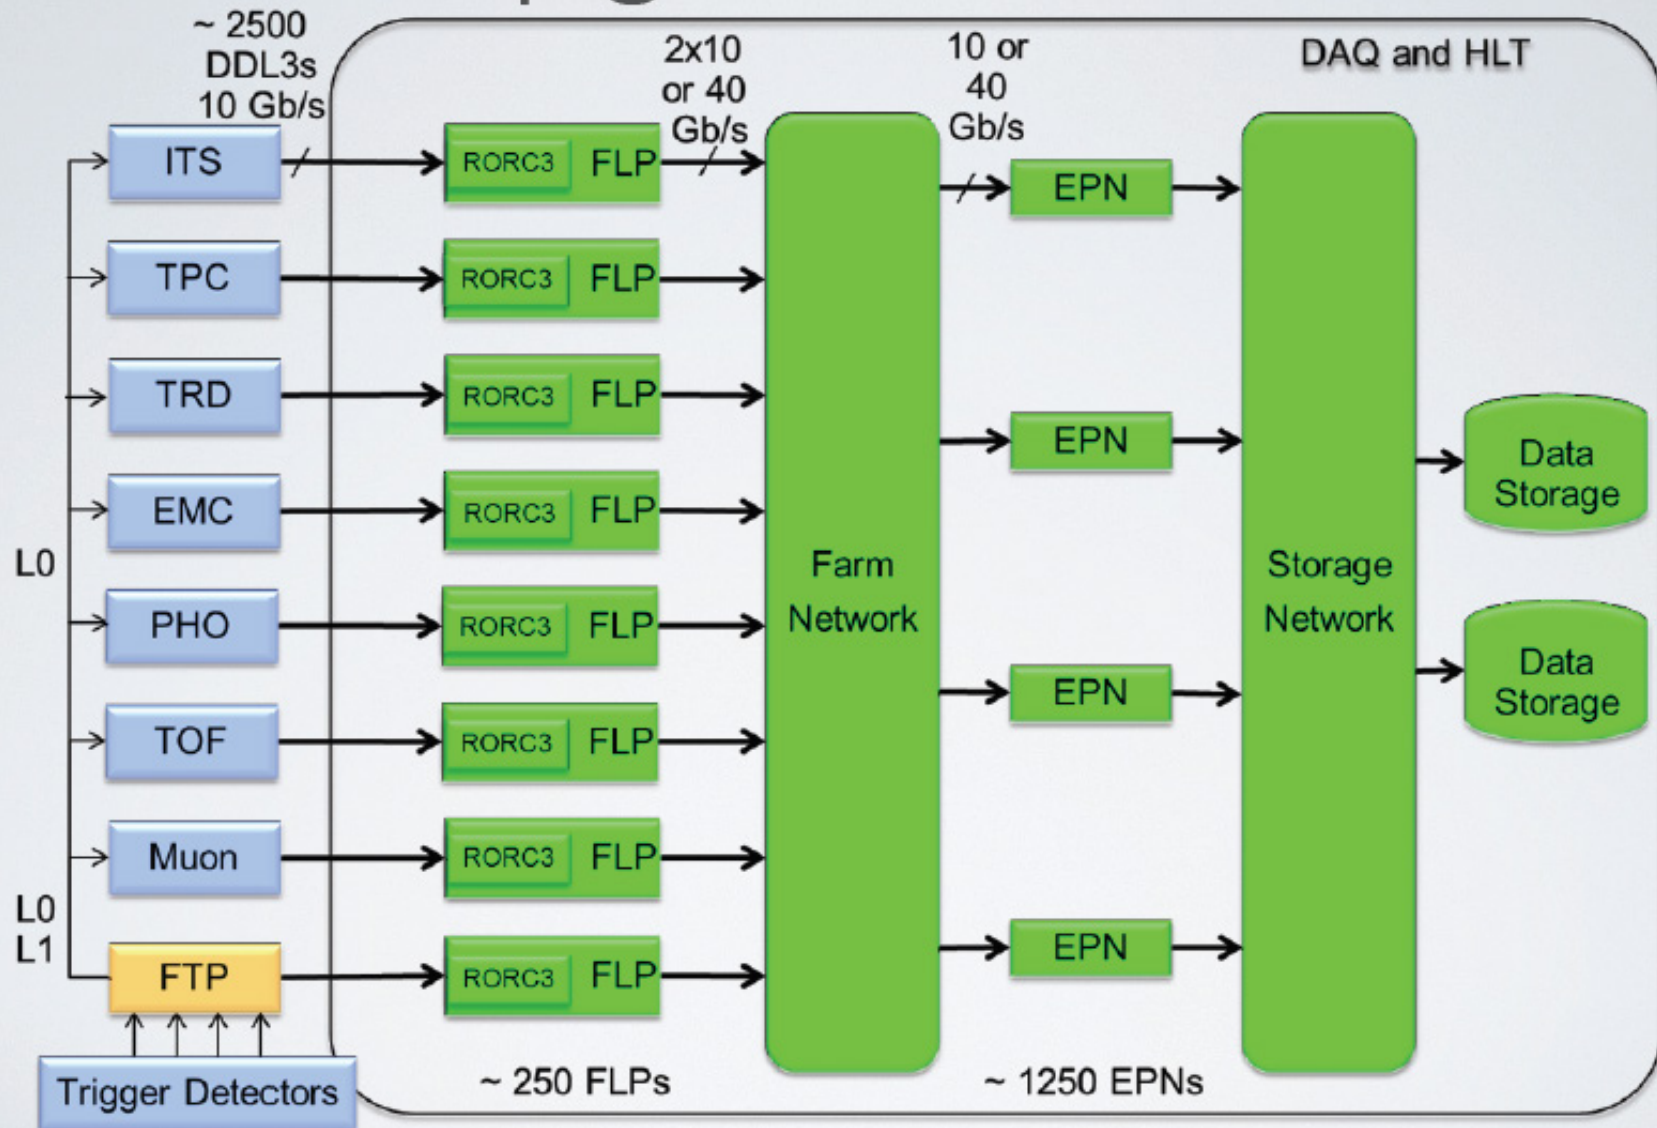 ~ 2500
DDL3s
10 Gb/s
2x10
or 40
Gb/s
10 or
40
Gb/s
DAQ and HLT
ITS
RORC3 FLP
EPN
TPC
RORC3 FLP
TRD
RORC3 FLP
EPN
Data
Storage
EMC
RORC3 FLP
L0
Farm
Network
Storage
Network
PHO
RORC3 FLP
EPN
Data
Storage
TOF
RORC3 FLP
Muon
RORC3 FLP
L0
L1
FTP
RORC3 FLP
EPN
Trigger Detectors
~ 250 FLPs
~ 1250 EPNs